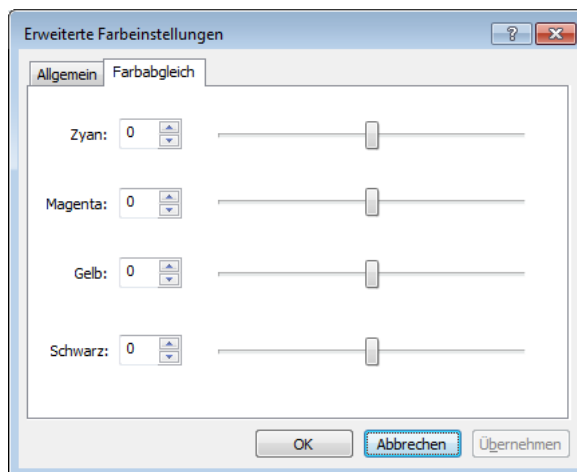 Erweiterte Farbeinstellungen
Allgemein Farbabgleich
Zyan: 0
Magenta: 0
Gelb: 0
Schwarz: 0
OK Abbrechen Übernehmen